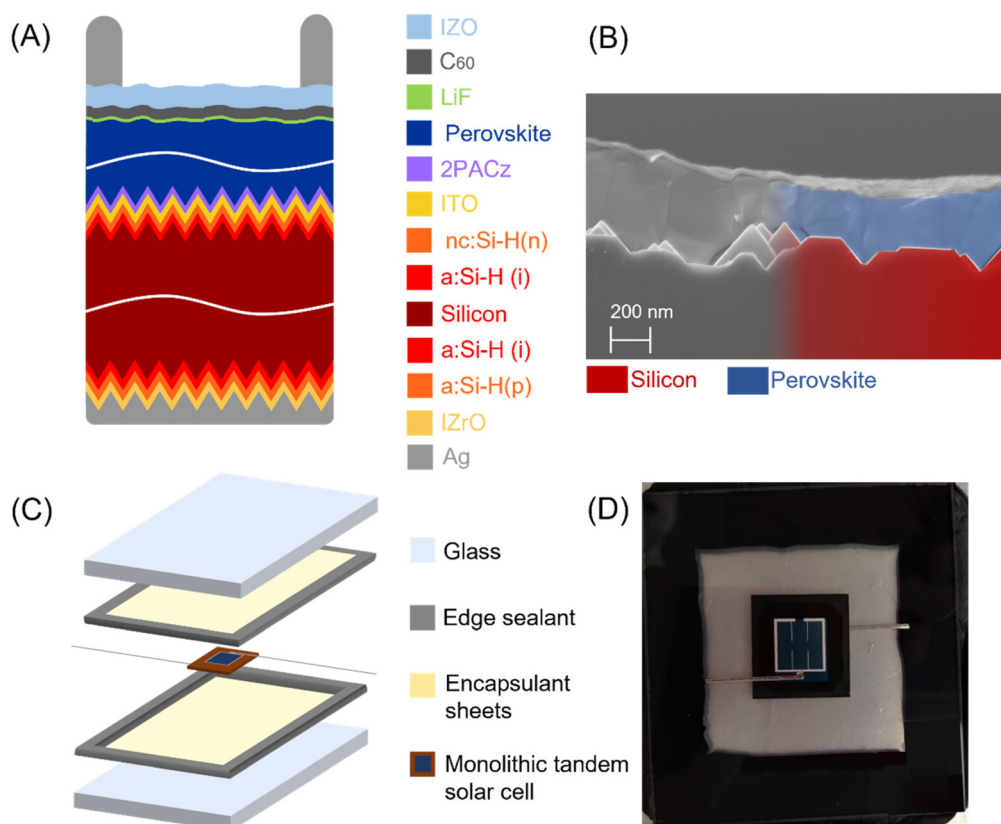 (A)
IZO
C60
LiF
Perovskite
2PACz
ITO
nc:Si-H(n)
a:Si-H (i)
Silicon
a:Si-H (i)
a:Si-H(p)
IZrO
Ag
(B)
200 nm
Silicon
Perovskite
(C)
Glass
Edge sealant
Encapsulant
sheets
Monolithic tandem
solar cell
(D)